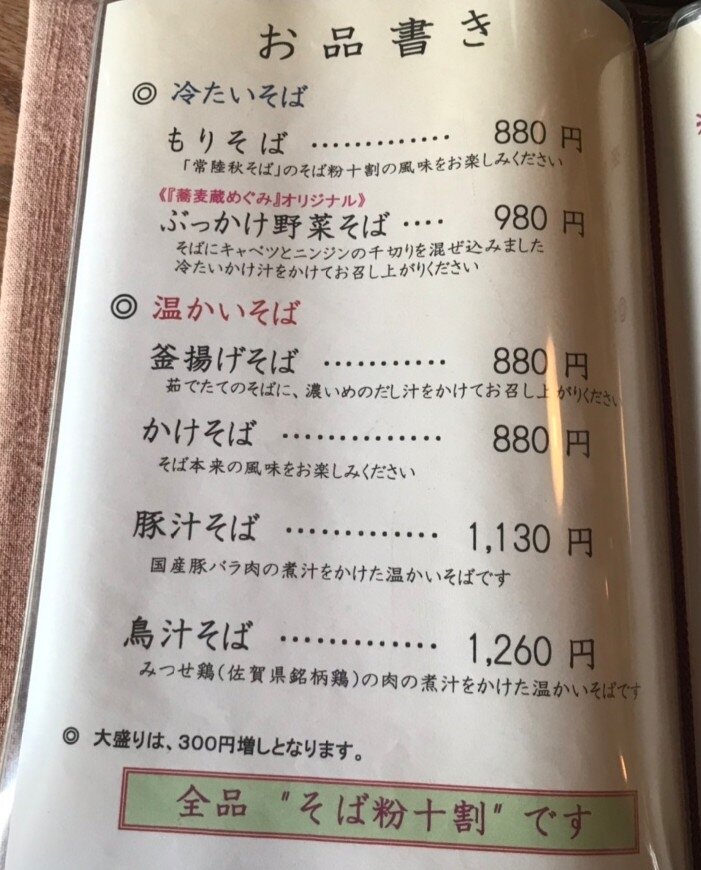 お品書き
◎ 冷たいそば
もりそば ............. 880 円
「常陸秋そば」のそば粉十割の風味をお楽しみください
《『蕎麦蔵めぐみ』オリジナル》
ぶっかけ野菜そば .... 980 円
そばにキャベツとニンジンの千切りを混ぜ込みました
冷たいかけ汁をかけてお召し上がりください
◎ 温かいそば
釜揚げそば ........... 880 円
茹でたてのそばに、濃いめのだし汁をかけてお召し上がりください
かけそば .............. 880 円
そば本来の風味をお楽しみください
豚汁そば ............. 1,130 円
国産豚バラ肉の煮汁をかけた温かいそばです
鳥汁そば .............. 1,260 円
みつせ鶏(佐賀県銘柄鶏)の肉の煮汁をかけた温かいそばです
◎ 大盛りは、300円増しとなります。
全品 "そば粉十割" です